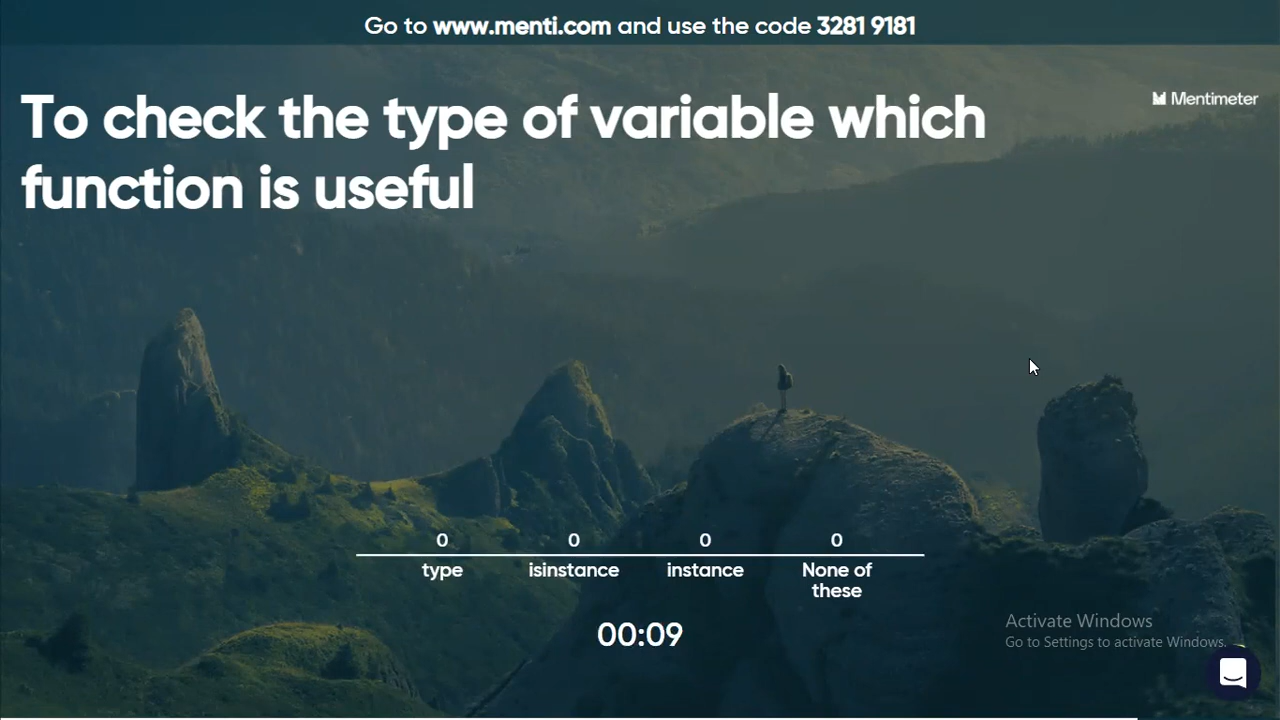 Go to www.menti.com and use the code 3281 9181
Mentimeter
To check the type of variable which
function is useful
0 0 0 0
type isinstance instance None of
these
00:09
Activate Windows
Go to Settings to activate Windows.